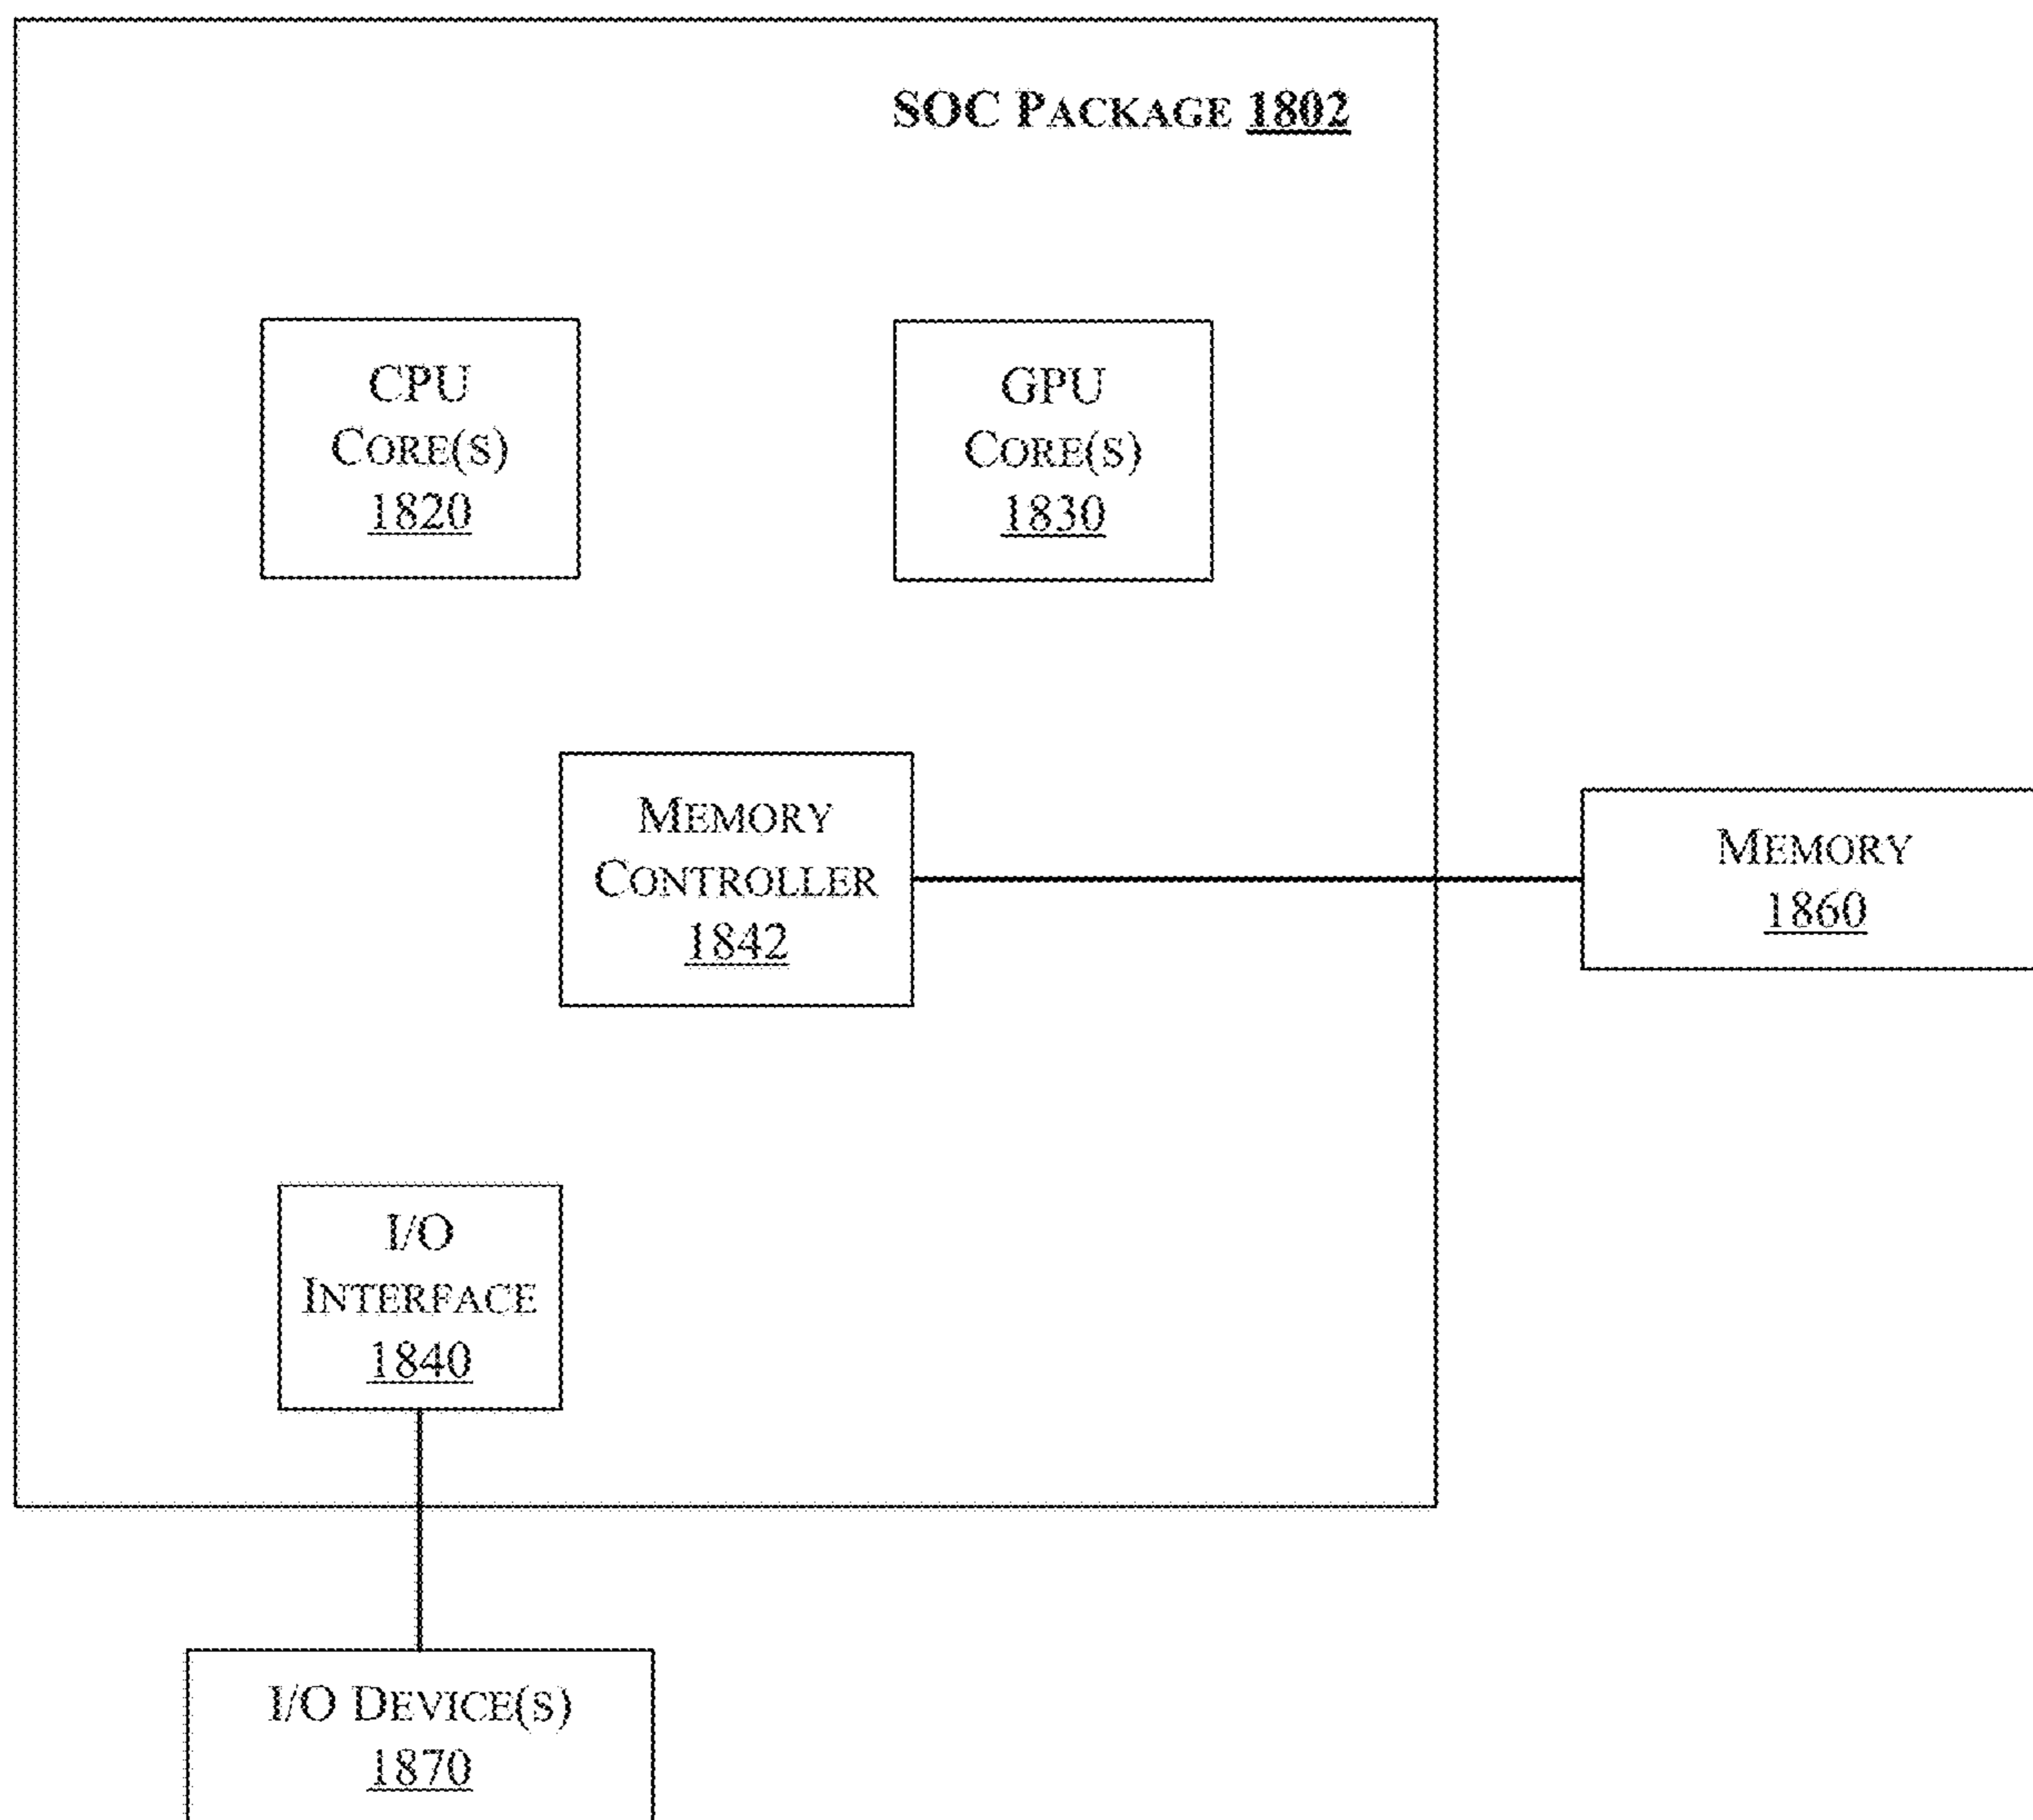 SOC PACKAGE 1802
CPU
CORE(S)
1820
GPU
CORE(S)
1830
MEMORY
CONTROLLER
1842
MEMORY
1860
I/O
INTERFACE
1840
I/O DEVICE(S)
1870